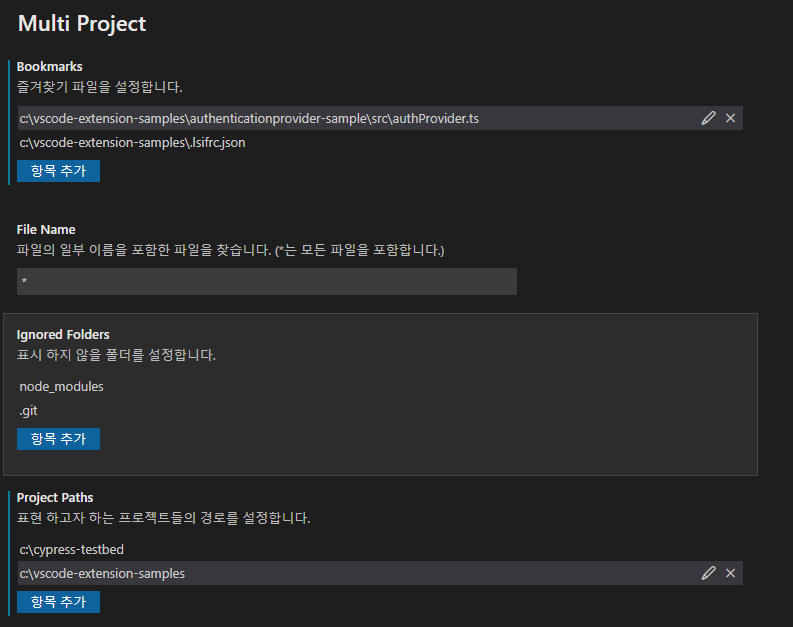 Multi Project
Bookmarks
즐겨찾기 파일을 설정합니다.
c:\vscode-extension-samples\authenticationprovider-sample\src\authProvider.ts
c:\vscode-extension-samples\.lsifrc.json
항목 추가
File Name
파일의 일부 이름을 포함한 파일을 찾습니다. (*는 모든 파일을 포함합니다.)
*
Ignored Folders
표시 하지 않을 폴더를 설정합니다.
node_modules
.git
항목 추가
Project Paths
표현 하고자 하는 프로젝트들의 경로를 설정합니다.
c:\cypress-testbed
c:\vscode-extension-samples
항목 추가